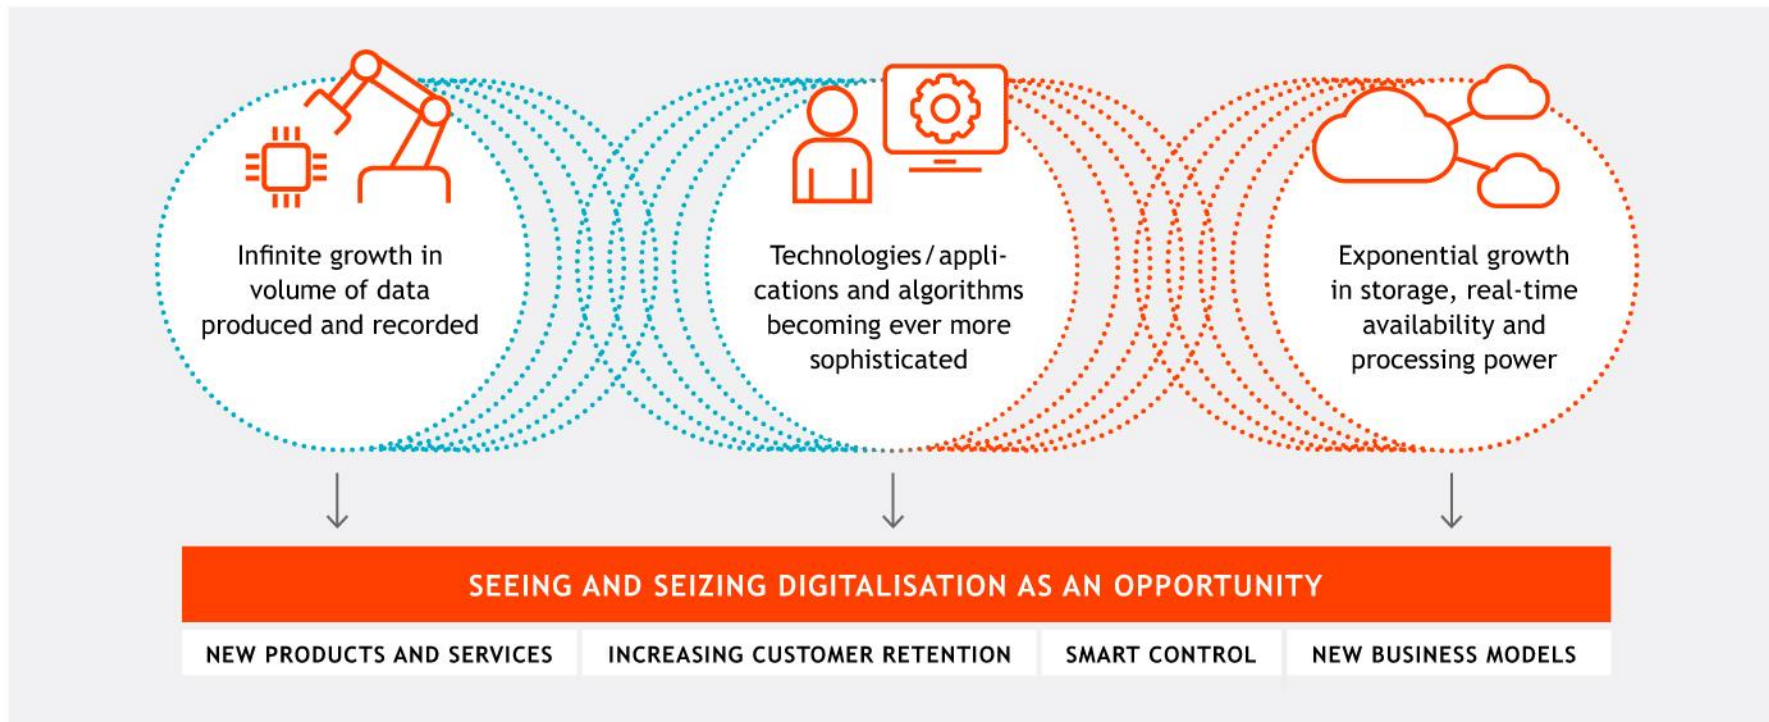 Infinite growth in
volume of data
produced and recorded
Technologies/appli-
cations and algorithms
becoming ever more
sophisticated
Exponential growth
in storage, real-time
availability and
processing power
SEEING AND SEIZING DIGITALISATION AS AN OPPORTUNITY
NEW PRODUCTS AND SERVICES
INCREASING CUSTOMER RETENTION
SMART CONTROL
NEW BUSINESS MODELS